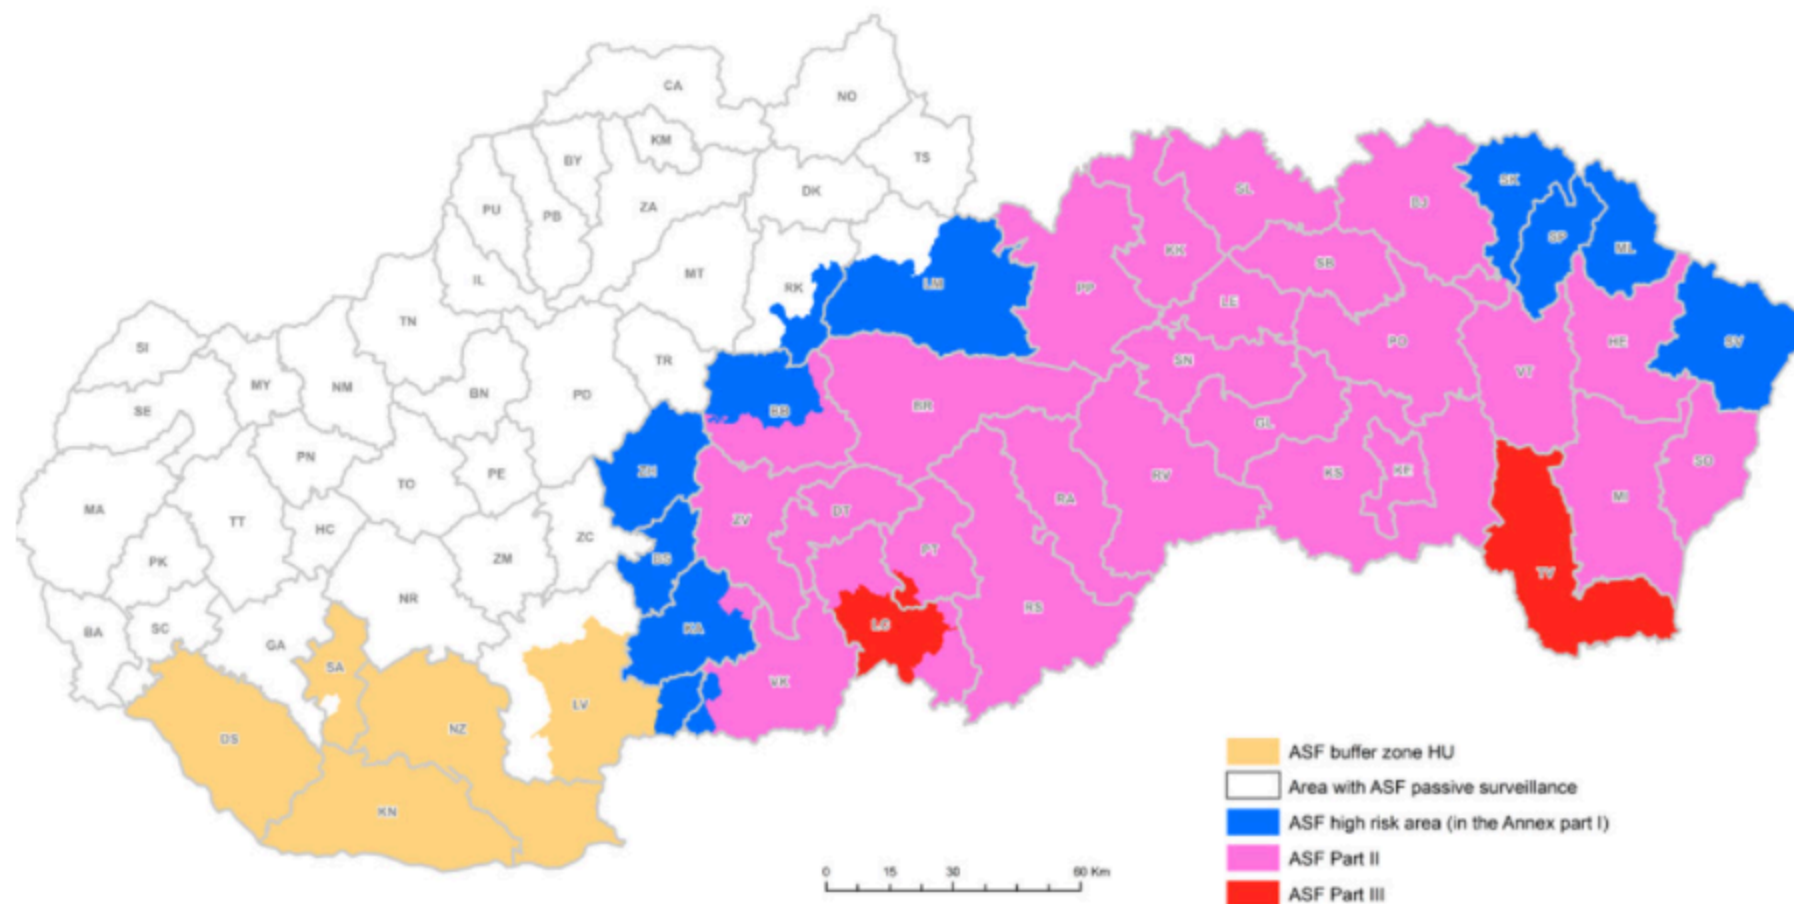 CA
NO
KM
BY
TS
DK
PU
PB
ZA
SK
SL
BJ
SP
ML
KK
SB
MT
IL
RK
LM
PP
LE
TN
SI
TR
PO
HE
SV
SN
VT
MY
NM
BN
PD
SE
BB
BR
GL
PN
ZH
PE
TO
KS
KE
SO
RV
MI
RA
MA
TT
HC
ZV
DT
ZC
PT
PK
ZM
BS
TV
NR
RS
BA
SC
GA
KA
LC
SA
VK
LV
DS
NZ
KN
ASF buffer zone HU
Area with ASF passive surveillance
ASF high risk area (in the Annex part I)
ASF Part II
ASF Part III
0 15 30 60 Km